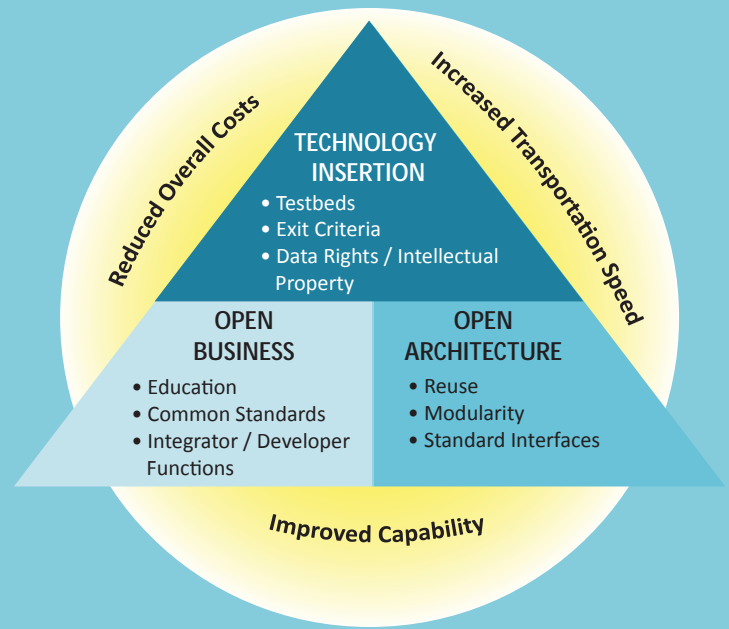 Reduced Overall Costs
Increased Transportation Speed
TECHNOLOGY
INSERTION
• Testbeds
• Exit Criteria
• Data Rights / Intellectual
Property
OPEN
BUSINESS
• Education
• Common Standards
• Integrator / Developer
Functions
OPEN
ARCHITECTURE
• Reuse
• Modularity
• Standard Interfaces
Improved Capability